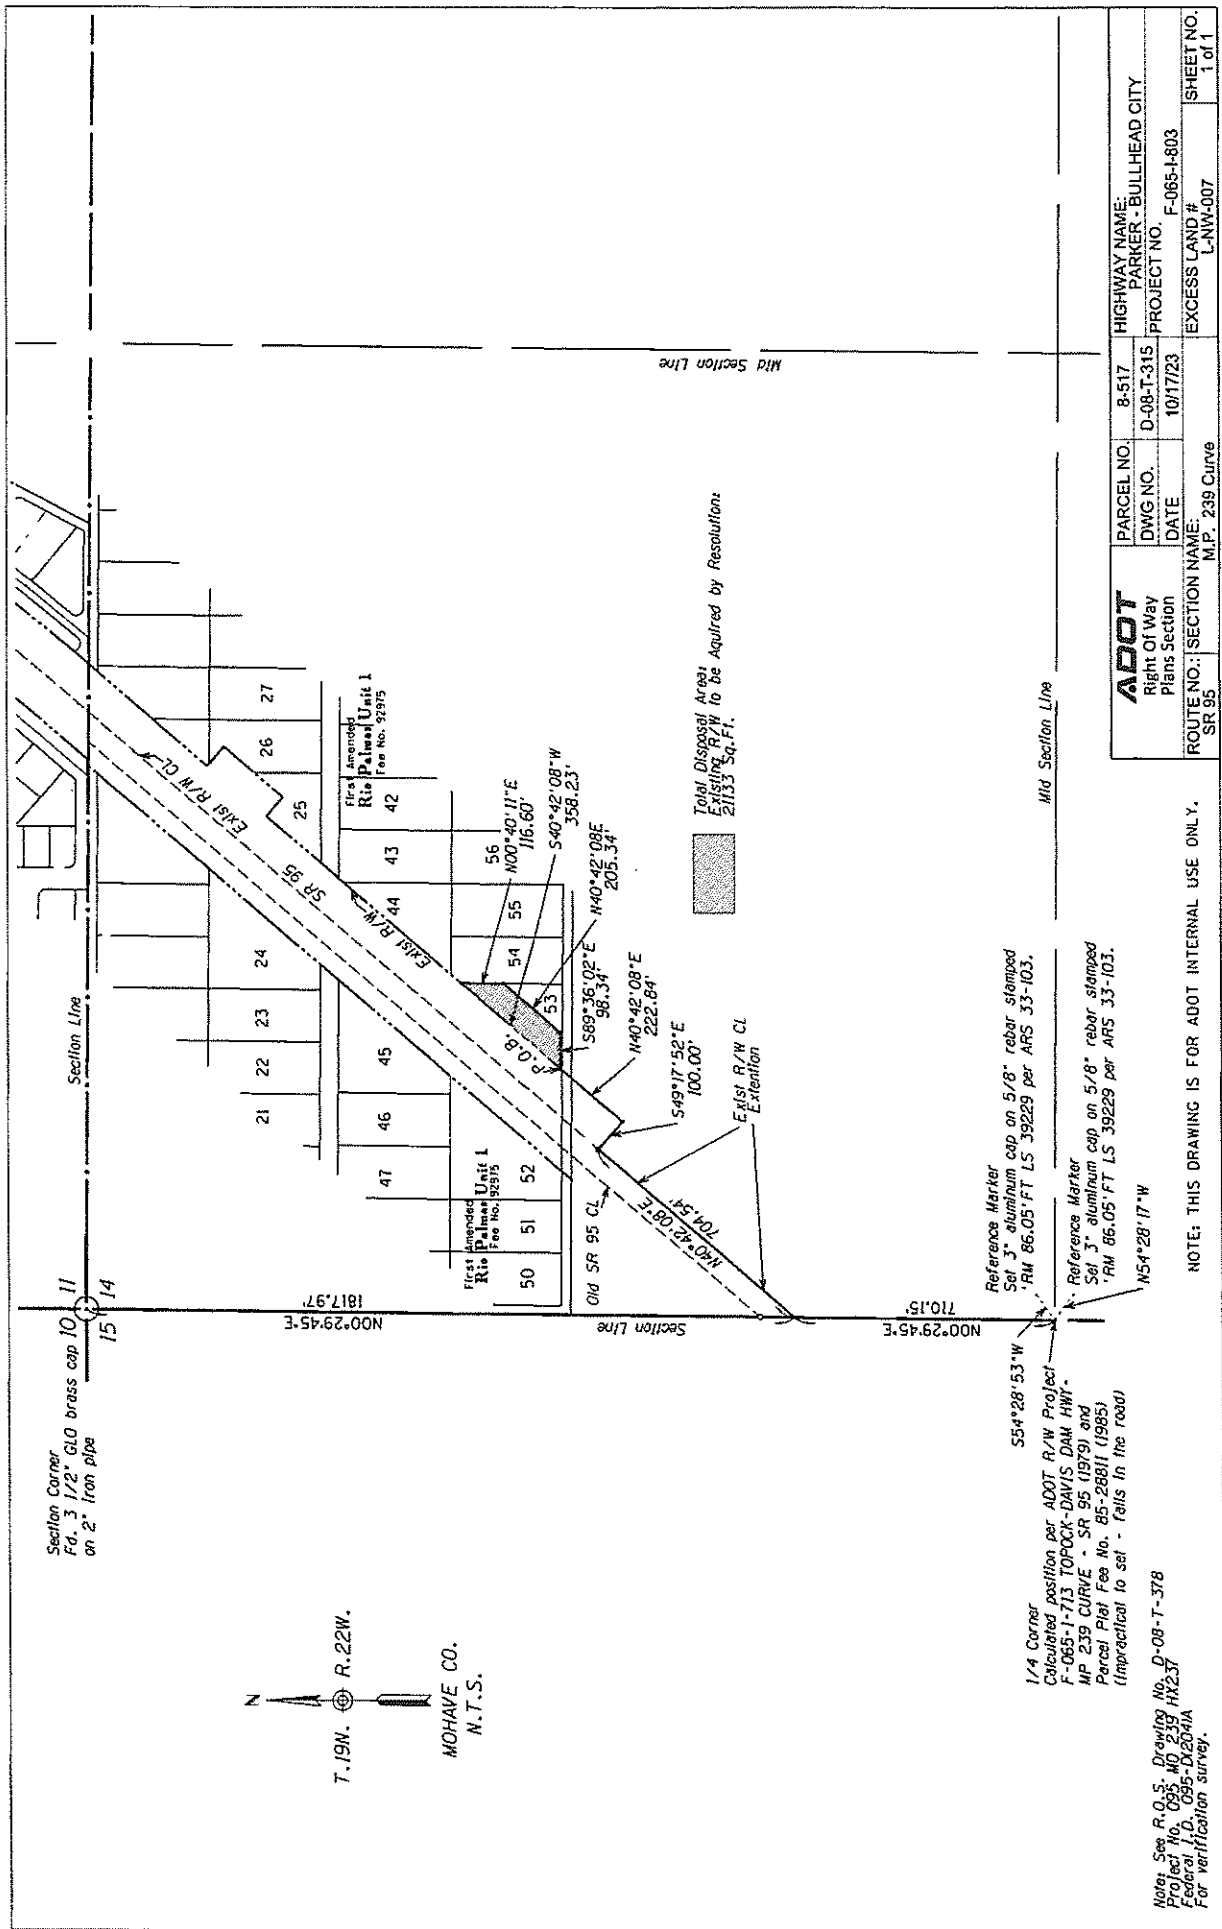 Section Corner
Fd. 3 1/2" GLO brass cap
on 2" Iron pipe
10 11
15 14
Section Line
T.19N. R.22W.
N
MOHAVE CO.
N.T.S.
N00°29'45"E
1817.97'
Section Line
N00°29'45"E
710.15'
21
22
23
24
25
26
27
Exist R/W CL
SR 95
Exist R/W
First Amended
Rio Palmas Unit 1
Fee No. 92975
47
46
45
44
43
42
First Amended
Rio Palmas Unit 1
Fee No. 92975
50
51
52
53
54
55
56
N00°40'11"E
116.60'
S40°42'08"W
358.23'
N40°42'08E
205.34'
S89°36'02"E
98.34'
P.O.B.
N40°42'08"E
222.84'
S49°17'52"E
100.00'
Exist R/W CL
Extention
Old SR 95 CL
N40°42'08"E
704.54'
Total Disposal Area:
Existing R/W to be Aquired by Resolution:
21133 Sq.Ft.
Mid Section Line
Mid Section Line
Reference Marker
Set 3" aluminum cap on 5/8" rebar stamped
'RM 86.05' FT LS 39229 per ARS 33-103.
Reference Marker
Set 3" aluminum cap on 5/8" rebar stamped
'RM 86.05' FT LS 39229 per ARS 33-103.
S54°28'53"W
N54°28'17"W
1/4 Corner
Calculated position per ADOT R/W Project
F-065-1-713 TOPOCK-DAVIS DAM HWY-
MP 239 CURVE - SR 95 (1979) and
Parcel Plat Fee No. 85-28811 (1985)
(Impractical to set - falls in the road)
Note: See R.O.S. Drawing No. D-08-T-378
Project No. 095 MO 239 HX237
Federal I.D. 095-D(204)A
For verification survey.
NOTE: THIS DRAWING IS FOR ADOT INTERNAL USE ONLY.
ADOT
Right Of Way
Plans Section
PARCEL NO. 8-517
DWG NO. D-08-T-315
DATE 10/17/23
HIGHWAY NAME:
PARKER - BULLHEAD CITY
PROJECT NO.
F-065-I-803
ROUTE NO.:
SR 95
SECTION NAME:
M.P. 239 Curve
EXCESS LAND #
L-NW-007
SHEET NO.
1 of 1